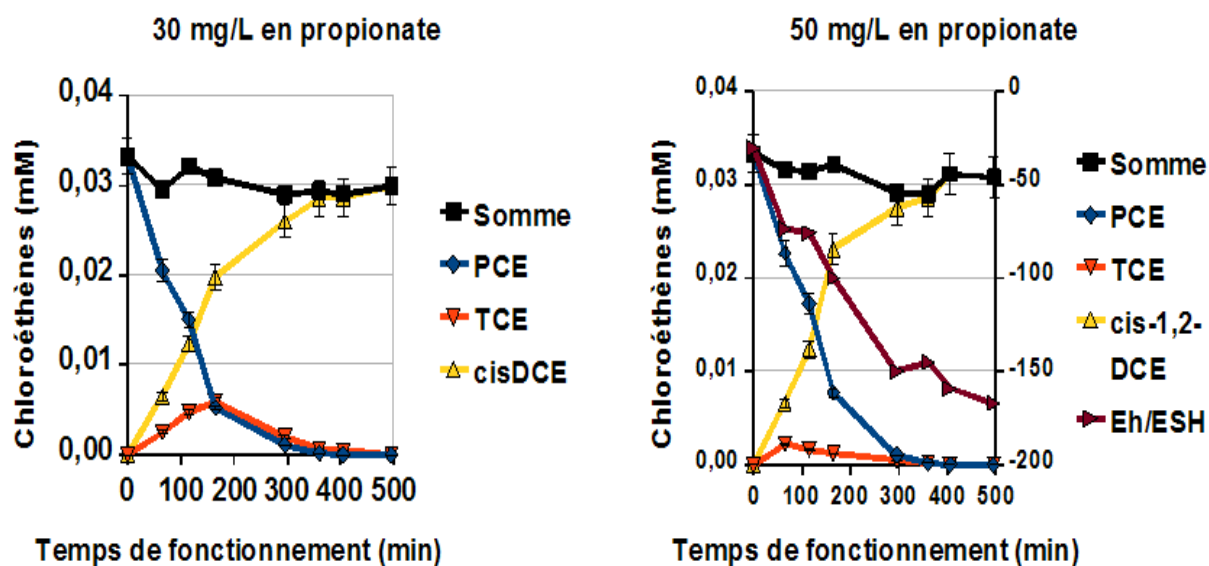 30 mg/L en propionate
0,04
0,03
0,02
0,01
0,00
Chloroéthènes (mM)
0 100 200 300 400 500
Temps de fonctionnement (min)
Somme
PCE
TCE
cisDCE
50 mg/L en propionate
0,04
0,03
0,02
0,01
0,00
Chloroéthènes (mM)
0 100 200 300 400 500
Temps de fonctionnement (min)
0
-50
-100
-150
-200
Somme
PCE
TCE
cis-1,2-
DCE
Eh/ESH